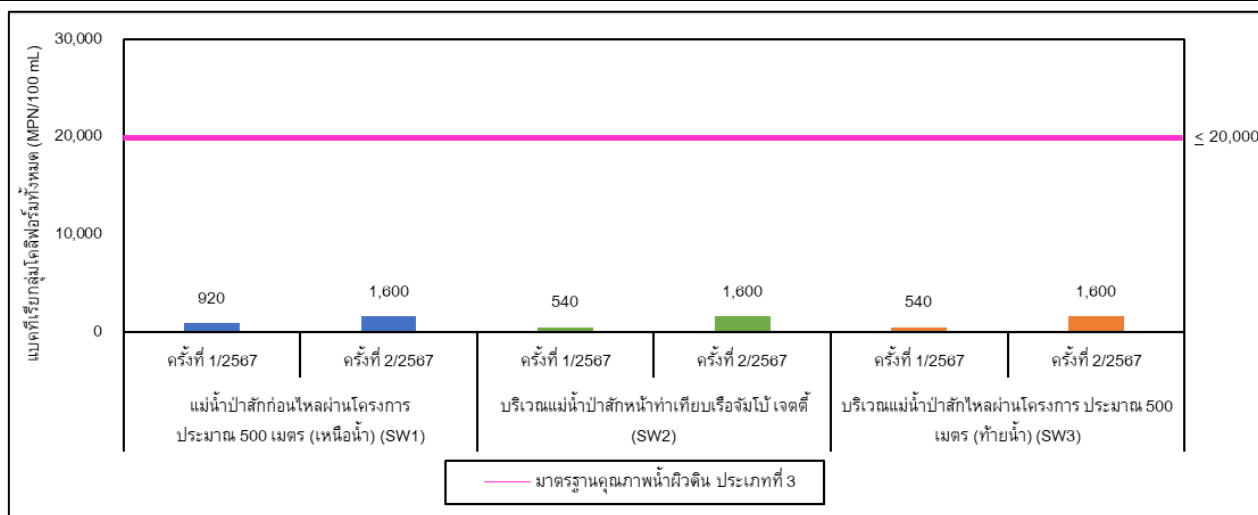 แบคทีเรียกลุ่มโคลิฟอร์มทั้งหมด (MPN/100 mL)
30,000
20,000
10,000
0
≤ 20,000
920
1,600
540
1,600
540
1,600
ครั้งที่ 1/2567
ครั้งที่ 2/2567
ครั้งที่ 1/2567
ครั้งที่ 2/2567
ครั้งที่ 1/2567
ครั้งที่ 2/2567
แม่น้ำป่าสักก่อนไหลผ่านโครงการ
ประมาณ 500 เมตร (เหนือน้ำ) (SW1)
บริเวณแม่น้ำป่าสักหน้าท่าเทียบเรือจัมโบ้ เจตตี้
(SW2)
บริเวณแม่น้ำป่าสักไหลผ่านโครงการ ประมาณ 500
เมตร (ท้ายน้ำ) (SW3)
มาตรฐานคุณภาพน้ำผิวดิน ประเภทที่ 3